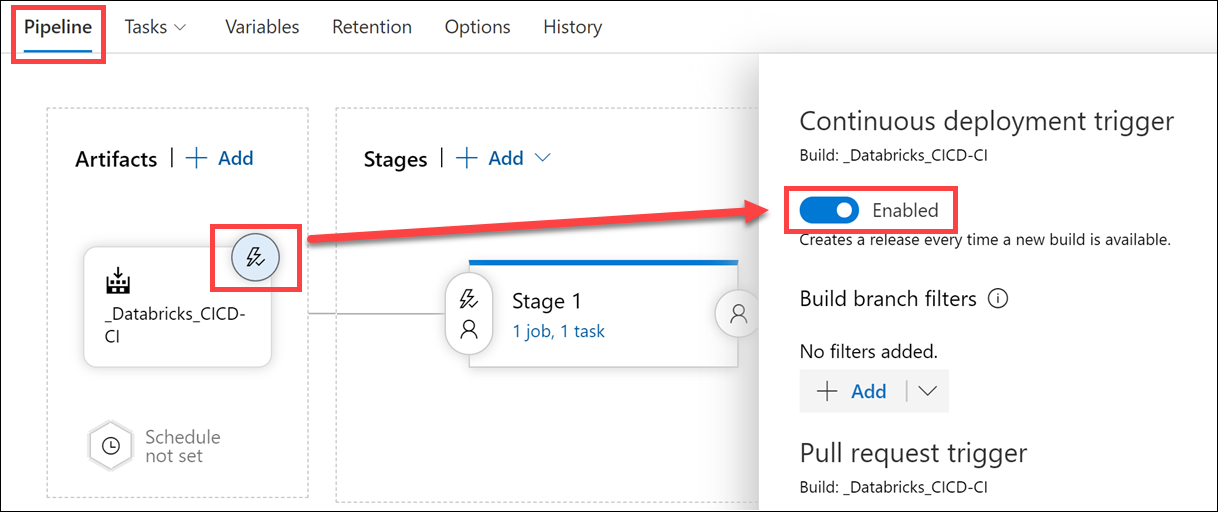 Pipeline Tasks Variables Retention Options History
Artifacts | Add
Stages | Add
_Databricks_CICD-
CI
Schedule
not set
Stage 1
1 job, 1 task
Continuous deployment trigger
Build: _Databricks_CICD-CI
Enabled
Creates a release every time a new build is available.
Build branch filters
No filters added.
Add
Pull request trigger
Build: _Databricks_CICD-CI